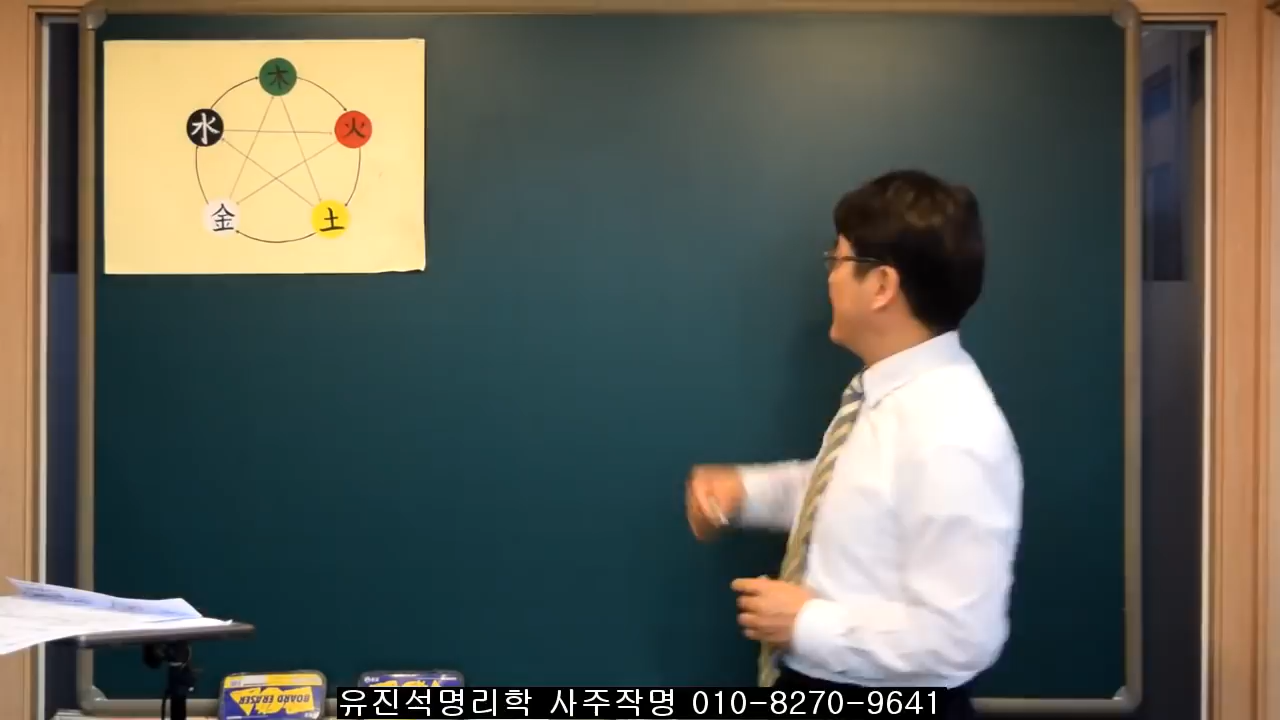 木
水
火
金
土
BOARD ERASER
유진석명리학 사주작명 010-8270-9641